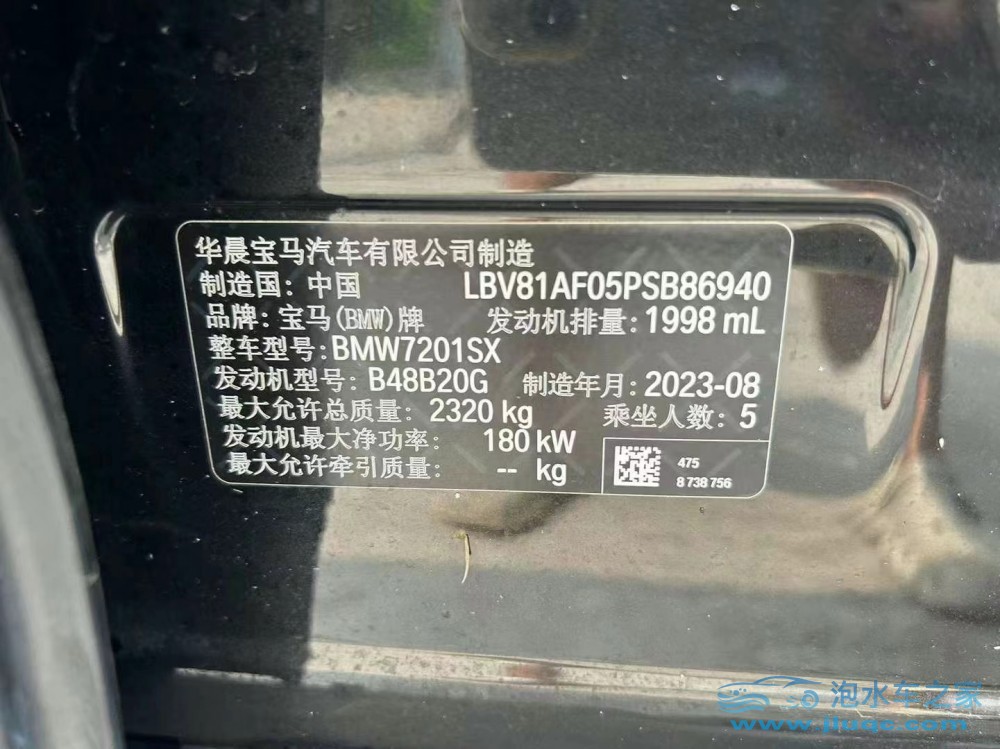 华晨宝马汽车有限公司制造
制造国：中国 LBV81AF05PSB86940
品牌：宝马(BMW)牌 发动机排量：1998 mL
整车型号：BMW7201SX
发动机型号：B48B20G 制造年月：2023-08
最大允许总质量：2320 kg 乘坐人数：5
发动机最大净功率：180 kW
最大允许牵引质量：-- kg
475
8 738 756
泡水车之家